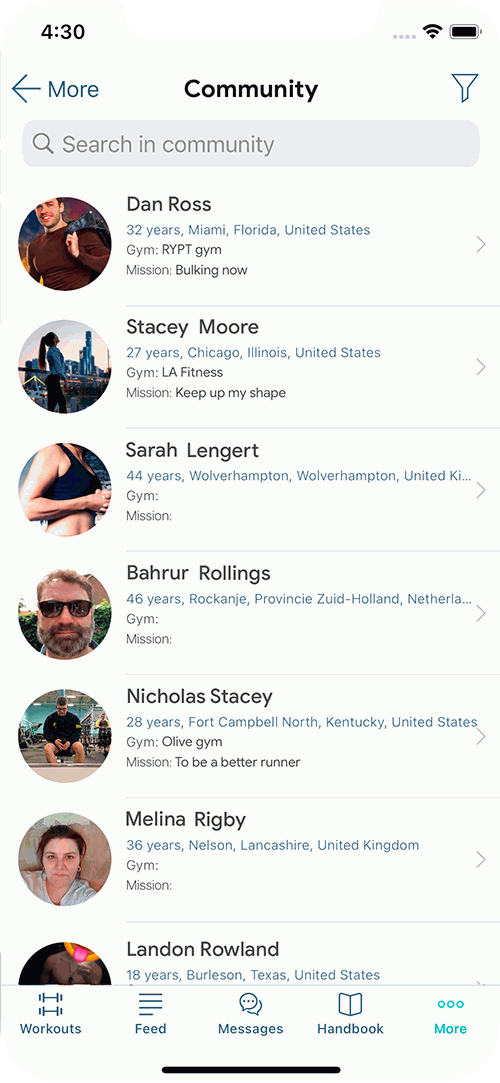 4:30
More
Community
Search in community
Dan Ross
32 years, Miami, Florida, United States
Gym: RYPT gym
Mission: Bulking now
Stacey Moore
27 years, Chicago, Illinois, United States
Gym: LA Fitness
Mission: Keep up my shape
Sarah Lengert
44 years, Wolverhampton, Wolverhampton, United Ki...
Gym:
Mission:
Bahrur Rollings
46 years, Rockanje, Provincie Zuid-Holland, Netherla...
Gym:
Mission:
Nicholas Stacey
28 years, Fort Campbell North, Kentucky, United States
Gym: Olive gym
Mission: To be a better runner
Melina Rigby
36 years, Nelson, Lancashire, United Kingdom
Gym:
Mission:
Landon Rowland
18 years, Burleson, Texas, United States
Workouts
Feed
Messages
Handbook
More